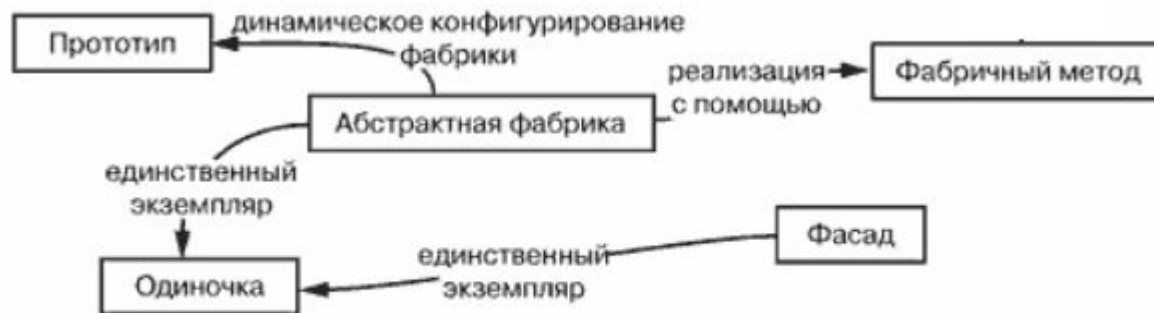 Прототип
динамическое конфигурирование
фабрики
реализация
с помощью
Фабричный метод
Абстрактная фабрика
единственный
экземпляр
Фасад
единственный
экземпляр
Одиночка